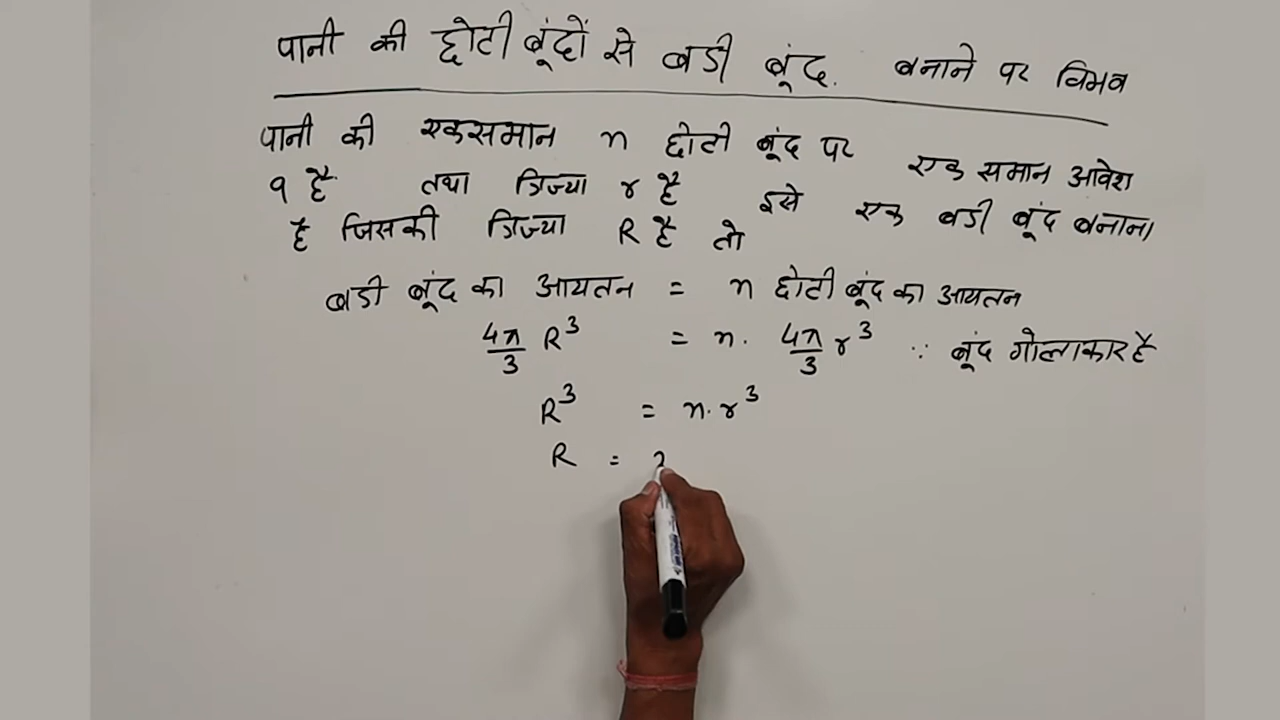 पानी की छोटी बूंदों से बडी बूंद. बनाने पर विभव
पानी की एकसमान n छोटी बूंद पर एक समान आवेश
q है तथा त्रिज्या r है इसे एक बडी बूंद बनाना
है जिसकी त्रिज्या R है तो
बडी बूंद का आयतन = n छोटी बूंद का आयतन
4π/3 R³ = n. 4π/3 r³ ∵ बूंद गोलाकार है
R³ = n.r³
R =